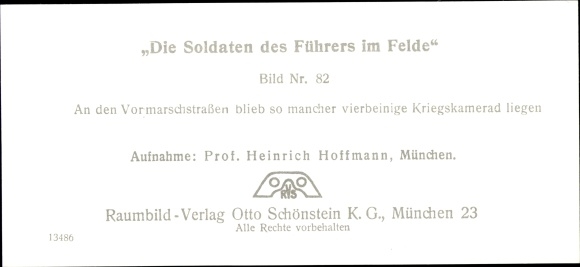 „Die Soldaten des Führers im Felde“
Bild Nr. 82
An den Vormarschstraßen blieb so mancher vierbeinige Kriegskamerad liegen
Aufnahme: Prof. Heinrich Hoffmann, München.
V
RIS
Raumbild-Verlag Otto Schönstein K. G., München 23
Alle Rechte vorbehalten
13486